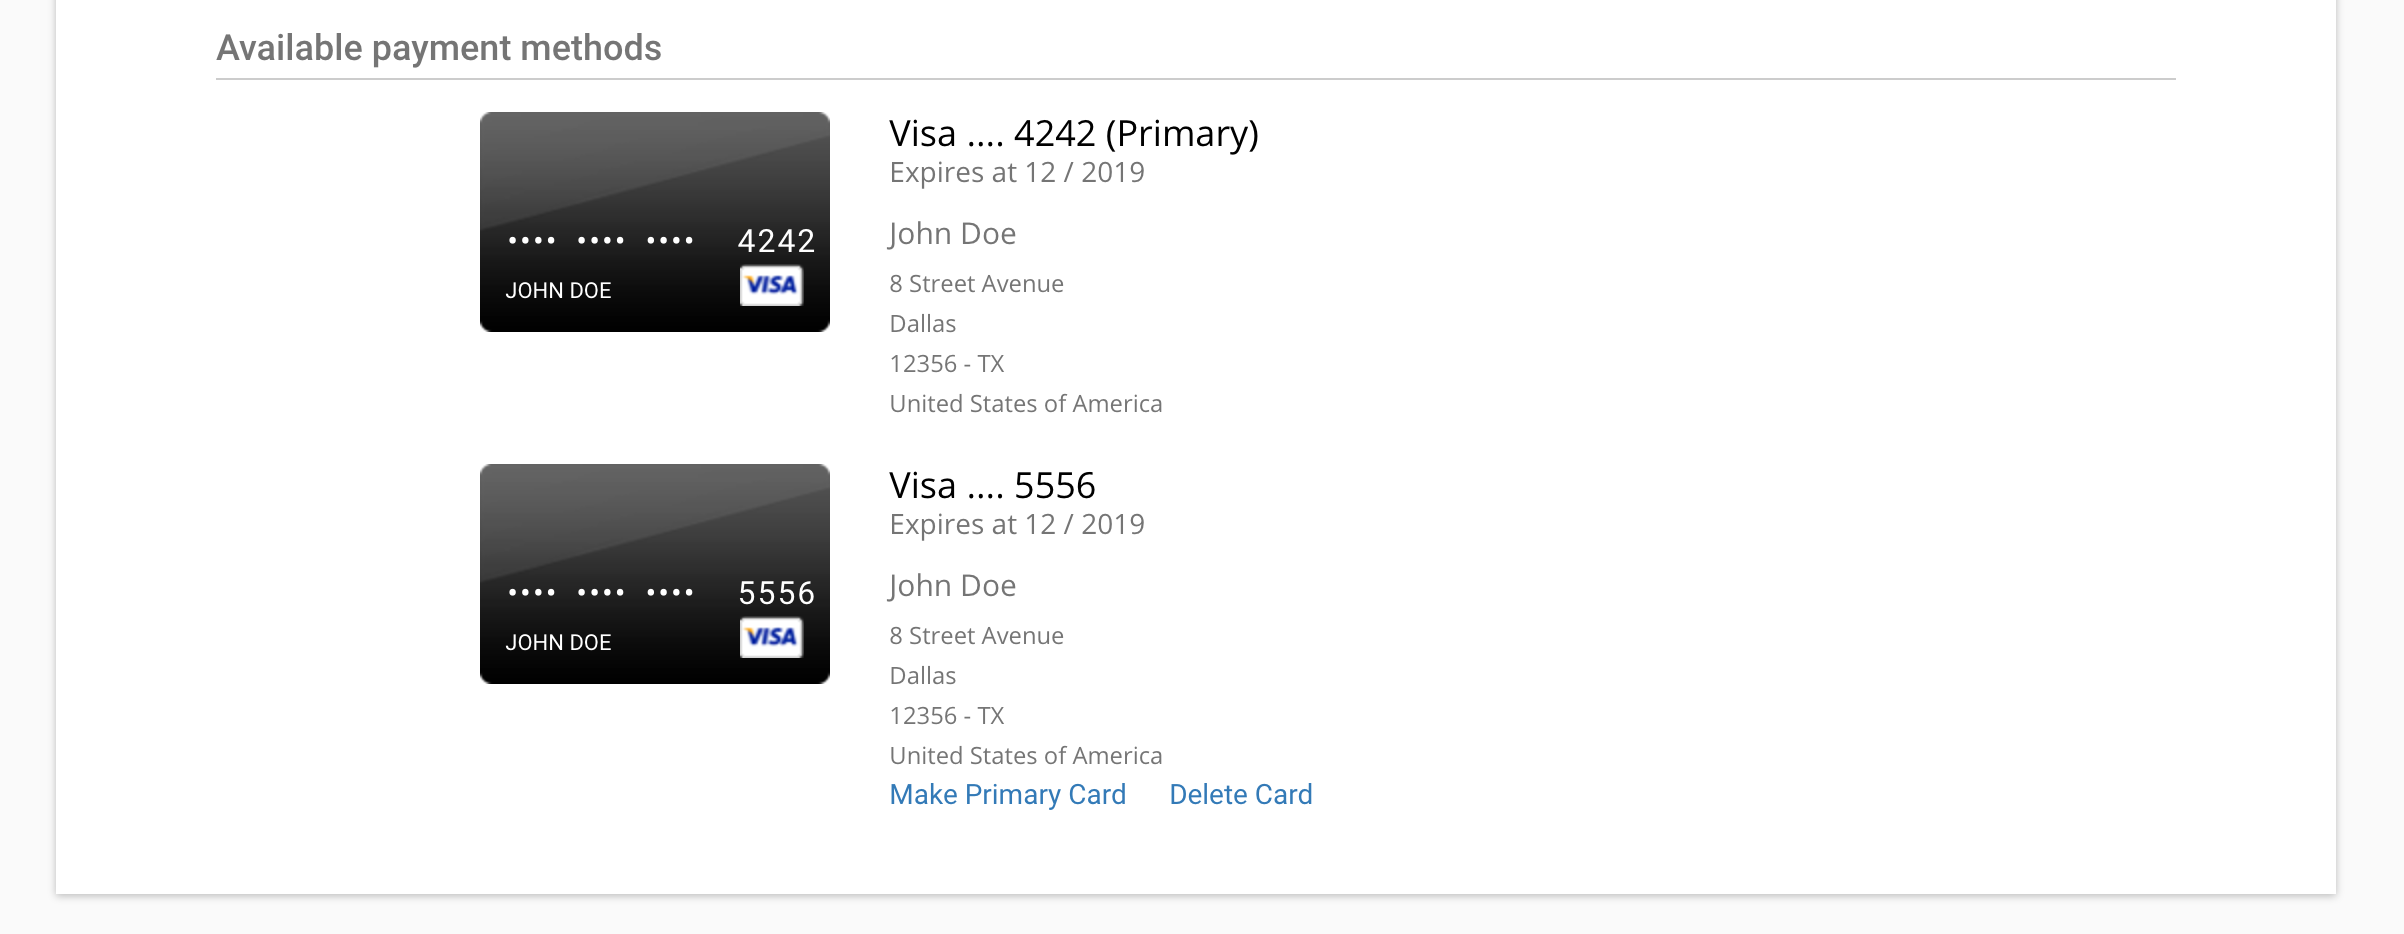 Available payment methods
•••• •••• •••• 4242
JOHN DOE VISA
Visa .... 4242 (Primary)
Expires at 12 / 2019
John Doe
8 Street Avenue
Dallas
12356 - TX
United States of America
•••• •••• •••• 5556
JOHN DOE VISA
Visa .... 5556
Expires at 12 / 2019
John Doe
8 Street Avenue
Dallas
12356 - TX
United States of America
Make Primary Card Delete Card